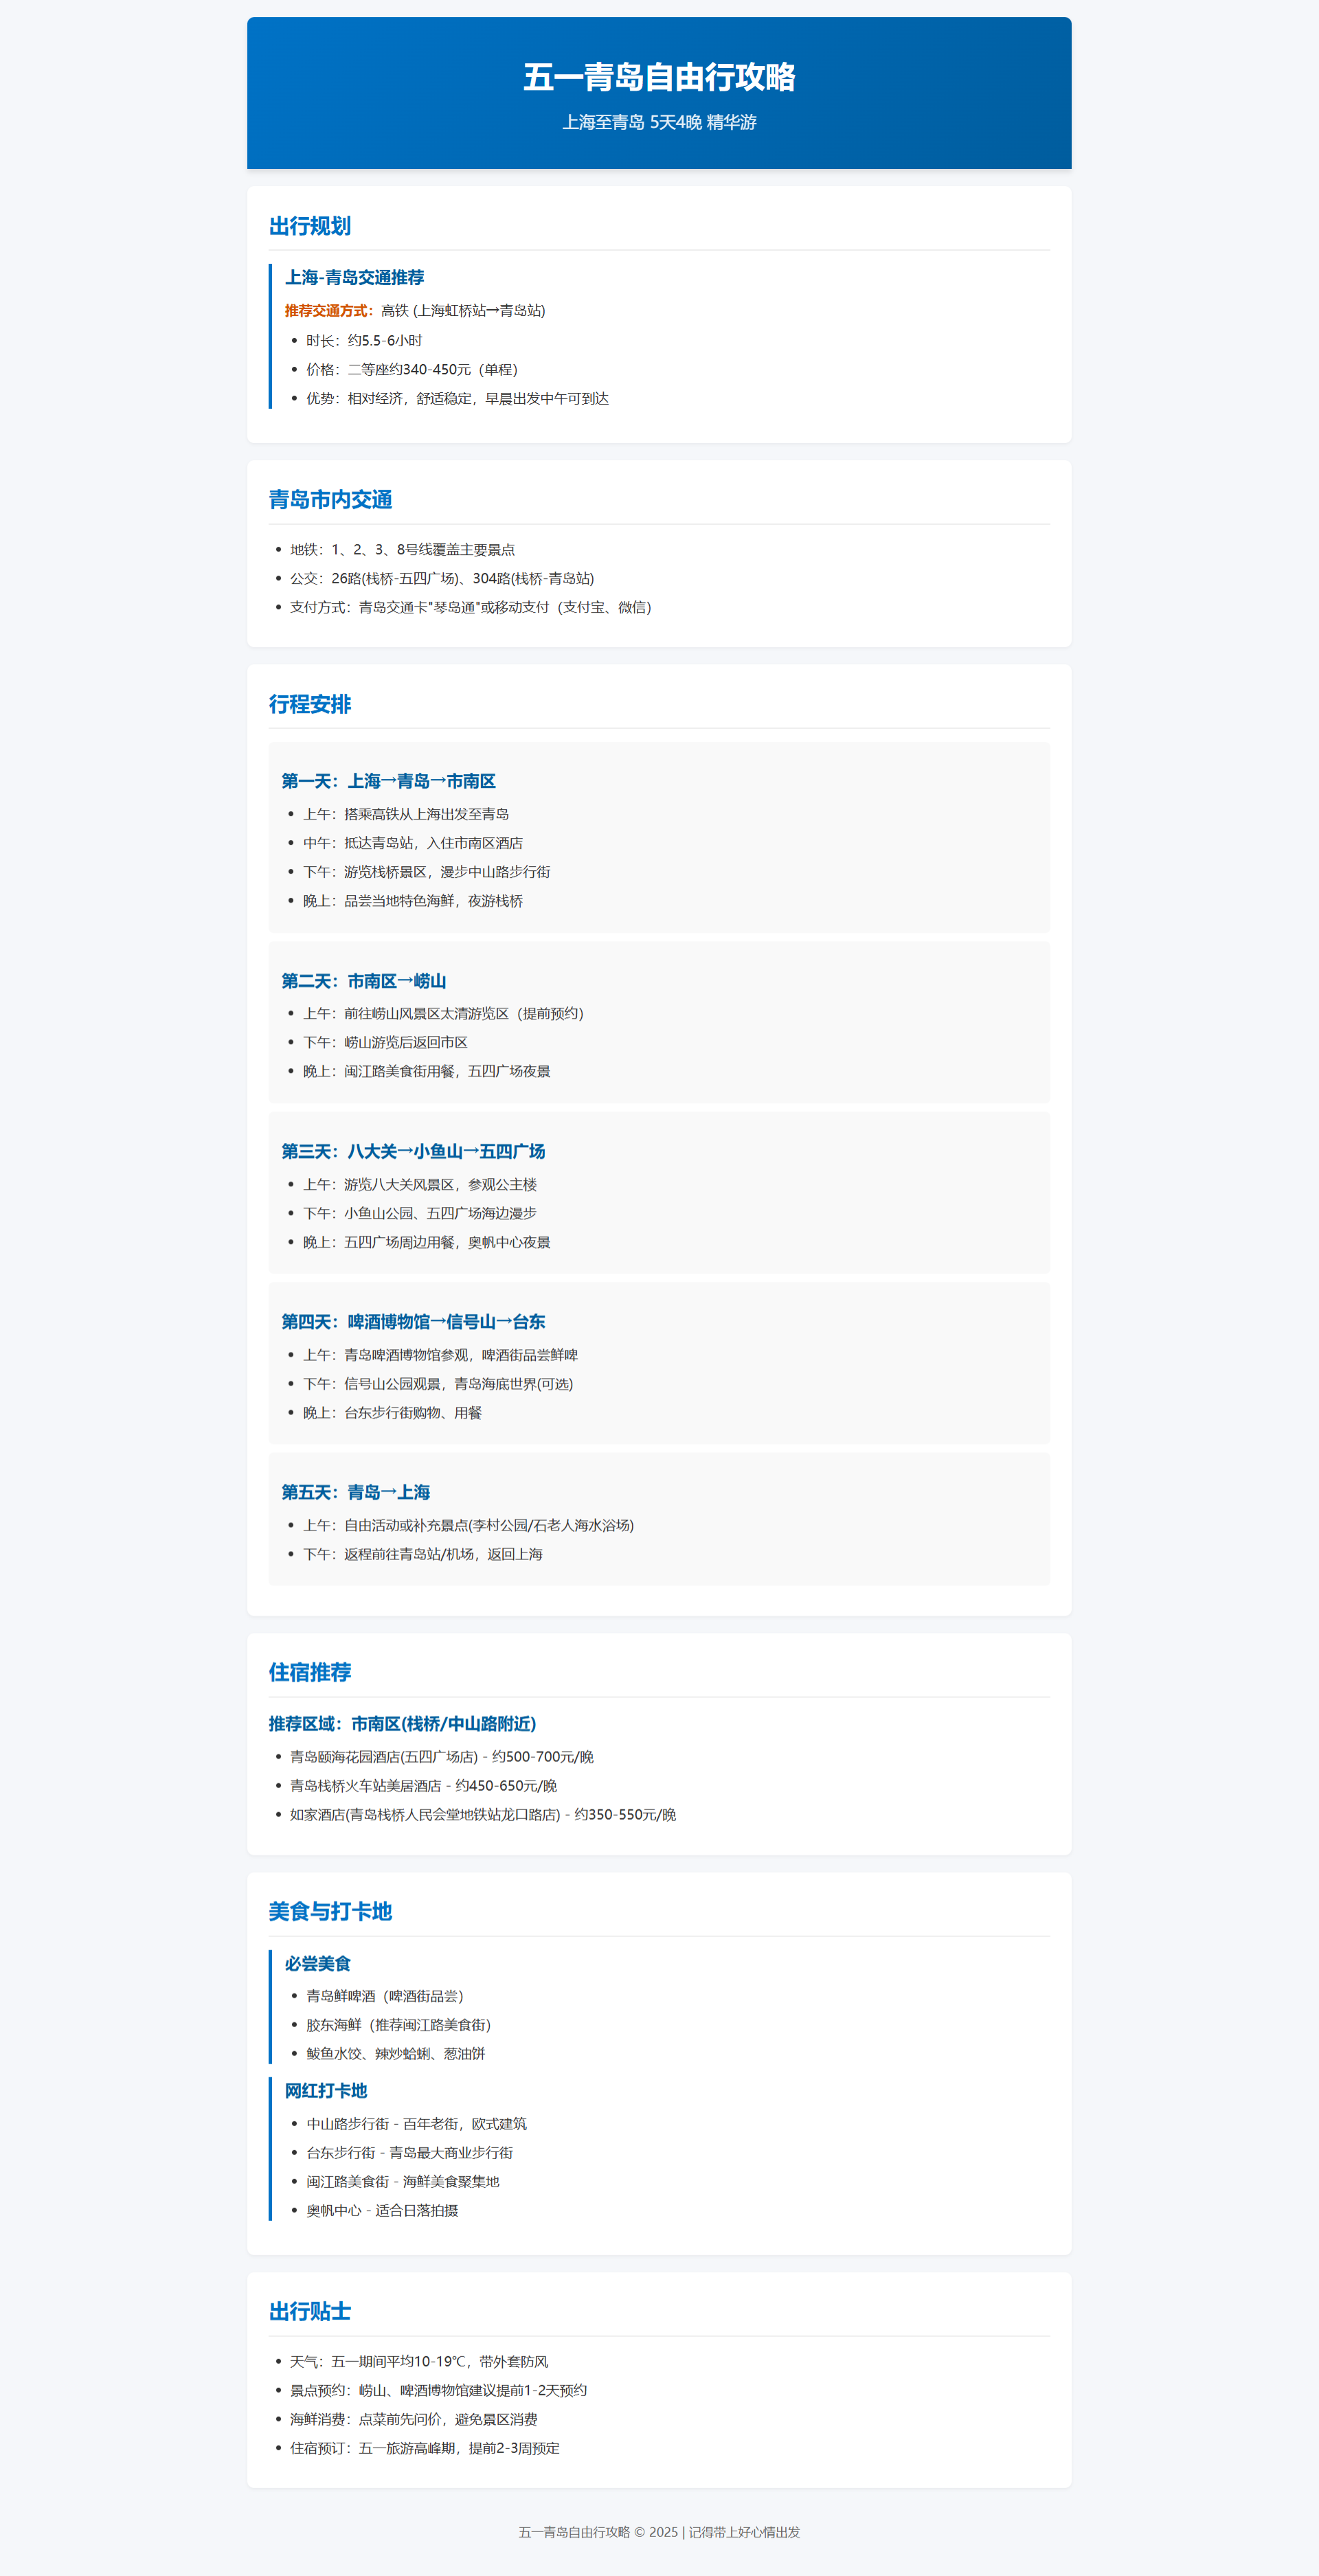 五一青岛自由行攻略
上海至青岛 5天4晚 精华游
出行规划
上海-青岛交通推荐
推荐交通方式：高铁 (上海虹桥站→青岛站)
时长：约5.5-6小时
价格：二等座约340-450元（单程）
优势：相对经济，舒适稳定，早晨出发中午可到达
青岛市内交通
地铁：1、2、3、8号线覆盖主要景点
公交：26路(栈桥-五四广场)、304路(栈桥-青岛站)
支付方式：青岛交通卡"琴岛通"或移动支付（支付宝、微信）
行程安排
第一天：上海→青岛→市南区
上午：搭乘高铁从上海出发至青岛
中午：抵达青岛站，入住市南区酒店
下午：游览栈桥景区，漫步中山路步行街
晚上：品尝当地特色海鲜，夜游栈桥
第二天：市南区→崂山
上午：前往崂山风景区太清游览区（提前预约）
下午：崂山游览后返回市区
晚上：闽江路美食街用餐，五四广场夜景
第三天：八大关→小鱼山→五四广场
上午：游览八大关风景区，参观公主楼
下午：小鱼山公园、五四广场海边漫步
晚上：五四广场周边用餐，奥帆中心夜景
第四天：啤酒博物馆→信号山→台东
上午：青岛啤酒博物馆参观，啤酒街品尝鲜啤
下午：信号山公园观景，青岛海底世界(可选)
晚上：台东步行街购物、用餐
第五天：青岛→上海
上午：自由活动或补充景点(李村公园/石老人海水浴场)
下午：返程前往青岛站/机场，返回上海
住宿推荐
推荐区域：市南区(栈桥/中山路附近)
青岛颐海花园酒店(五四广场店) - 约500-700元/晚
青岛栈桥火车站美居酒店 - 约450-650元/晚
如家酒店(青岛栈桥人民会堂地铁站龙口路店) - 约350-550元/晚
美食与打卡地
必尝美食
青岛鲜啤酒（啤酒街品尝）
胶东海鲜（推荐闽江路美食街）
鲅鱼水饺、辣炒蛤蜊、葱油饼
网红打卡地
中山路步行街 - 百年老街，欧式建筑
台东步行街 - 青岛最大商业步行街
闽江路美食街 - 海鲜美食聚集地
奥帆中心 - 适合日落拍摄
出行贴士
天气：五一期间平均10-19℃，带外套防风
景点预约：崂山、啤酒博物馆建议提前1-2天预约
海鲜消费：点菜前先问价，避免景区消费
住宿预订：五一旅游高峰期，提前2-3周预定
五一青岛自由行攻略 © 2025 | 记得带上好心情出发